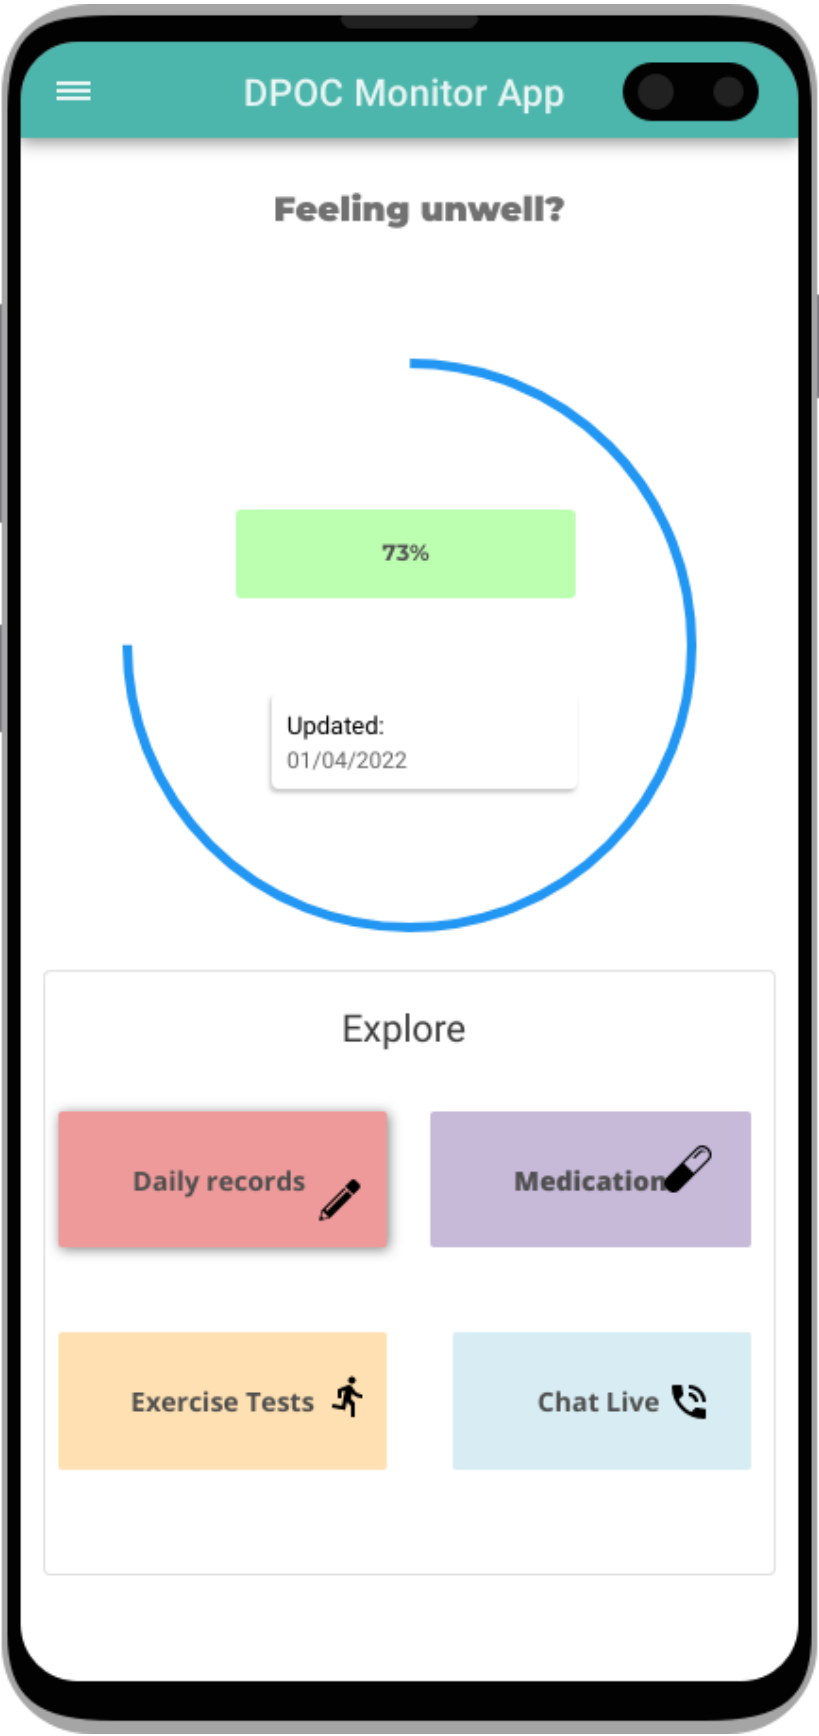 DPOC Monitor App
Feeling unwell?
73%
Updated:
01/04/2022
Explore
Daily records
Medication
Exercise Tests
Chat Live